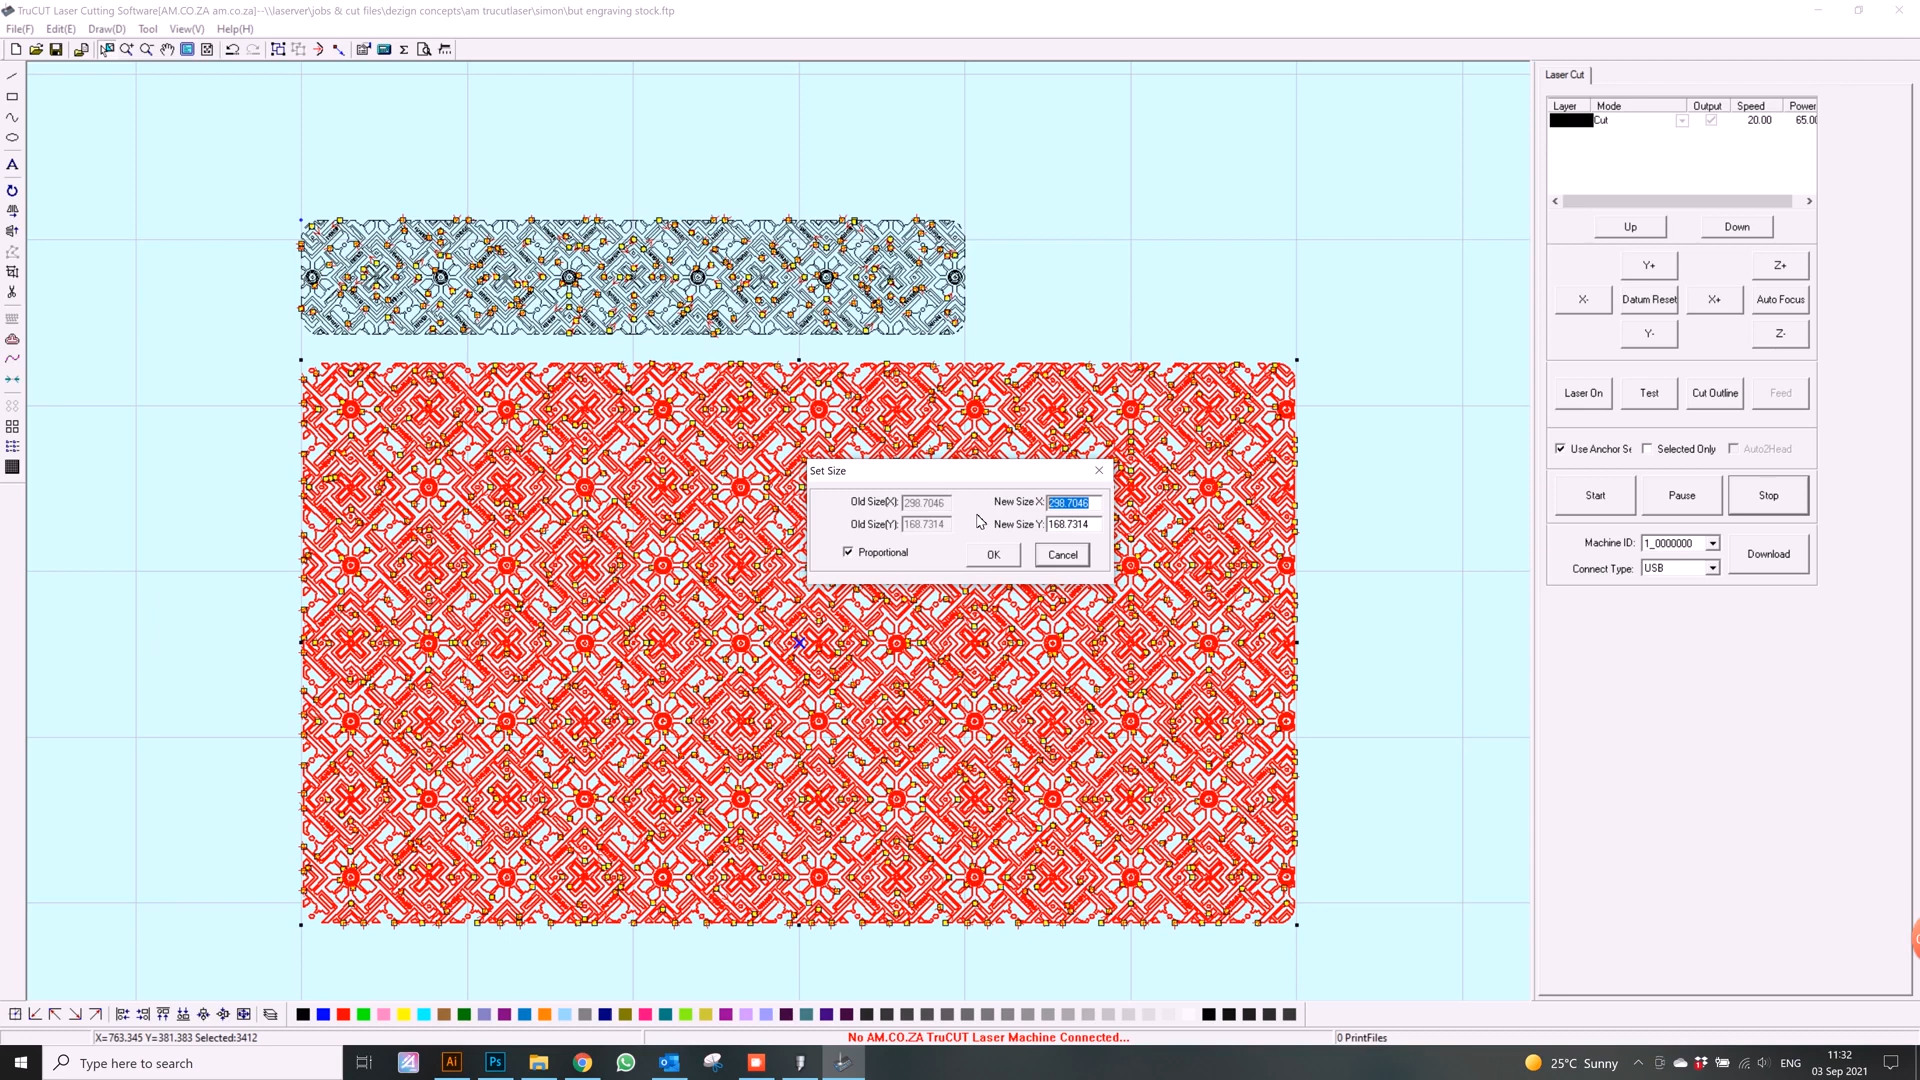 TruCUT Laser Cutting Software[AM.CO.ZA am.co.za]--\\laserver\jobs & cut files\dezign concepts\am trucutlaser\simon\but engraving stock.ftp
File(F) Edit(E) Draw(D) Tool View(V) Help(H)
Laser Cut
Layer Mode Output Speed Power
Cut 20.00 65.00
Up Down
Y+ Z+
X- Datum Reset X+ Auto Focus
Y- Z-
Laser On Test Cut Outline Feed
Use Anchor Se Selected Only Auto2Head
Start Pause Stop
Machine ID: 1_0000000 Download
Connect Type: USB
Set Size
Old Size(X): 298.7046 New Size X: 298.7046
Old Size(Y): 168.7314 New Size Y: 168.7314
Proportional OK Cancel
X=763.345 Y=381.383 Selected:3412
No AM.CO.ZA TruCUT Laser Machine Connected...
0 PrintFiles
Type here to search
Ai
Ps
25°C Sunny
ENG
11:32
03 Sep 2021